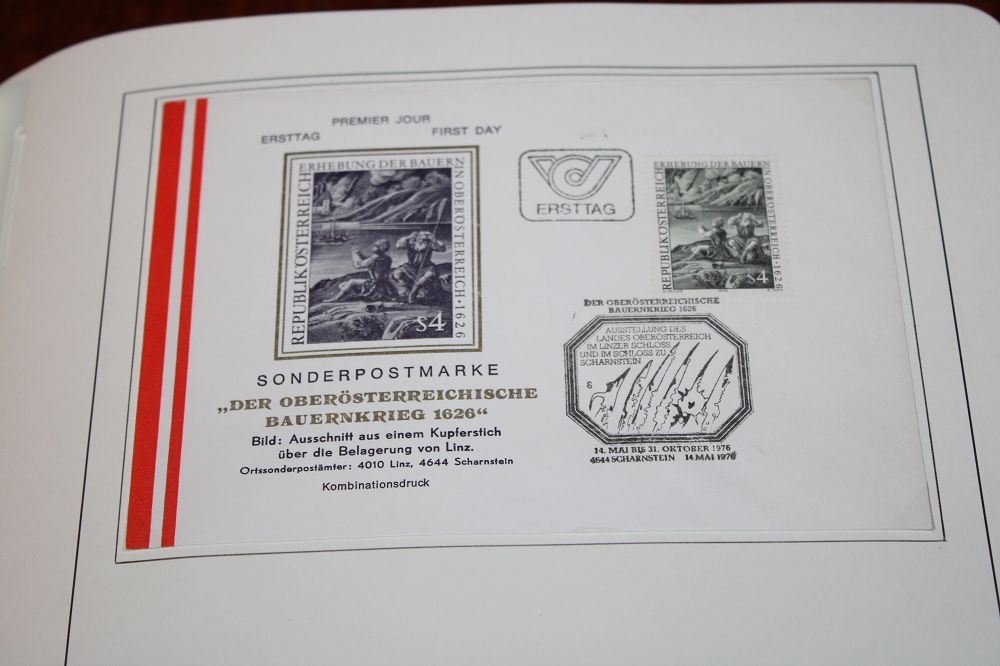 PREMIER JOUR
ERSTTAG FIRST DAY
ERHEBUNG DER BAUERN
IN OBERÖSTERREICH · 1626
REPUBLIK ÖSTERREICH
S4
SONDERPOSTMARKE
„DER OBERÖSTERREICHISCHE
BAUERNKRIEG 1626“
Bild: Ausschnitt aus einem Kupferstich
über die Belagerung von Linz.
Ortssonderpostämter: 4010 Linz, 4644 Scharnstein
Kombinationsdruck
ERSTTAG
ERHEBUNG DER BAUERN
IN OBERÖSTERREICH · 1626
REPUBLIK ÖSTERREICH
S4
DER OBERÖSTERREICHISCHE
BAUERNKRIEG 1626
AUSSTELLUNG DES
LANDES OBERÖSTERREICH
IM LINZER SCHLOSS
UND IM SCHLOSS ZU
SCHARNSTEIN
6
14. MAI BIS 31. OKTOBER 1976
4644 SCHARNSTEIN 14. MAI 1976